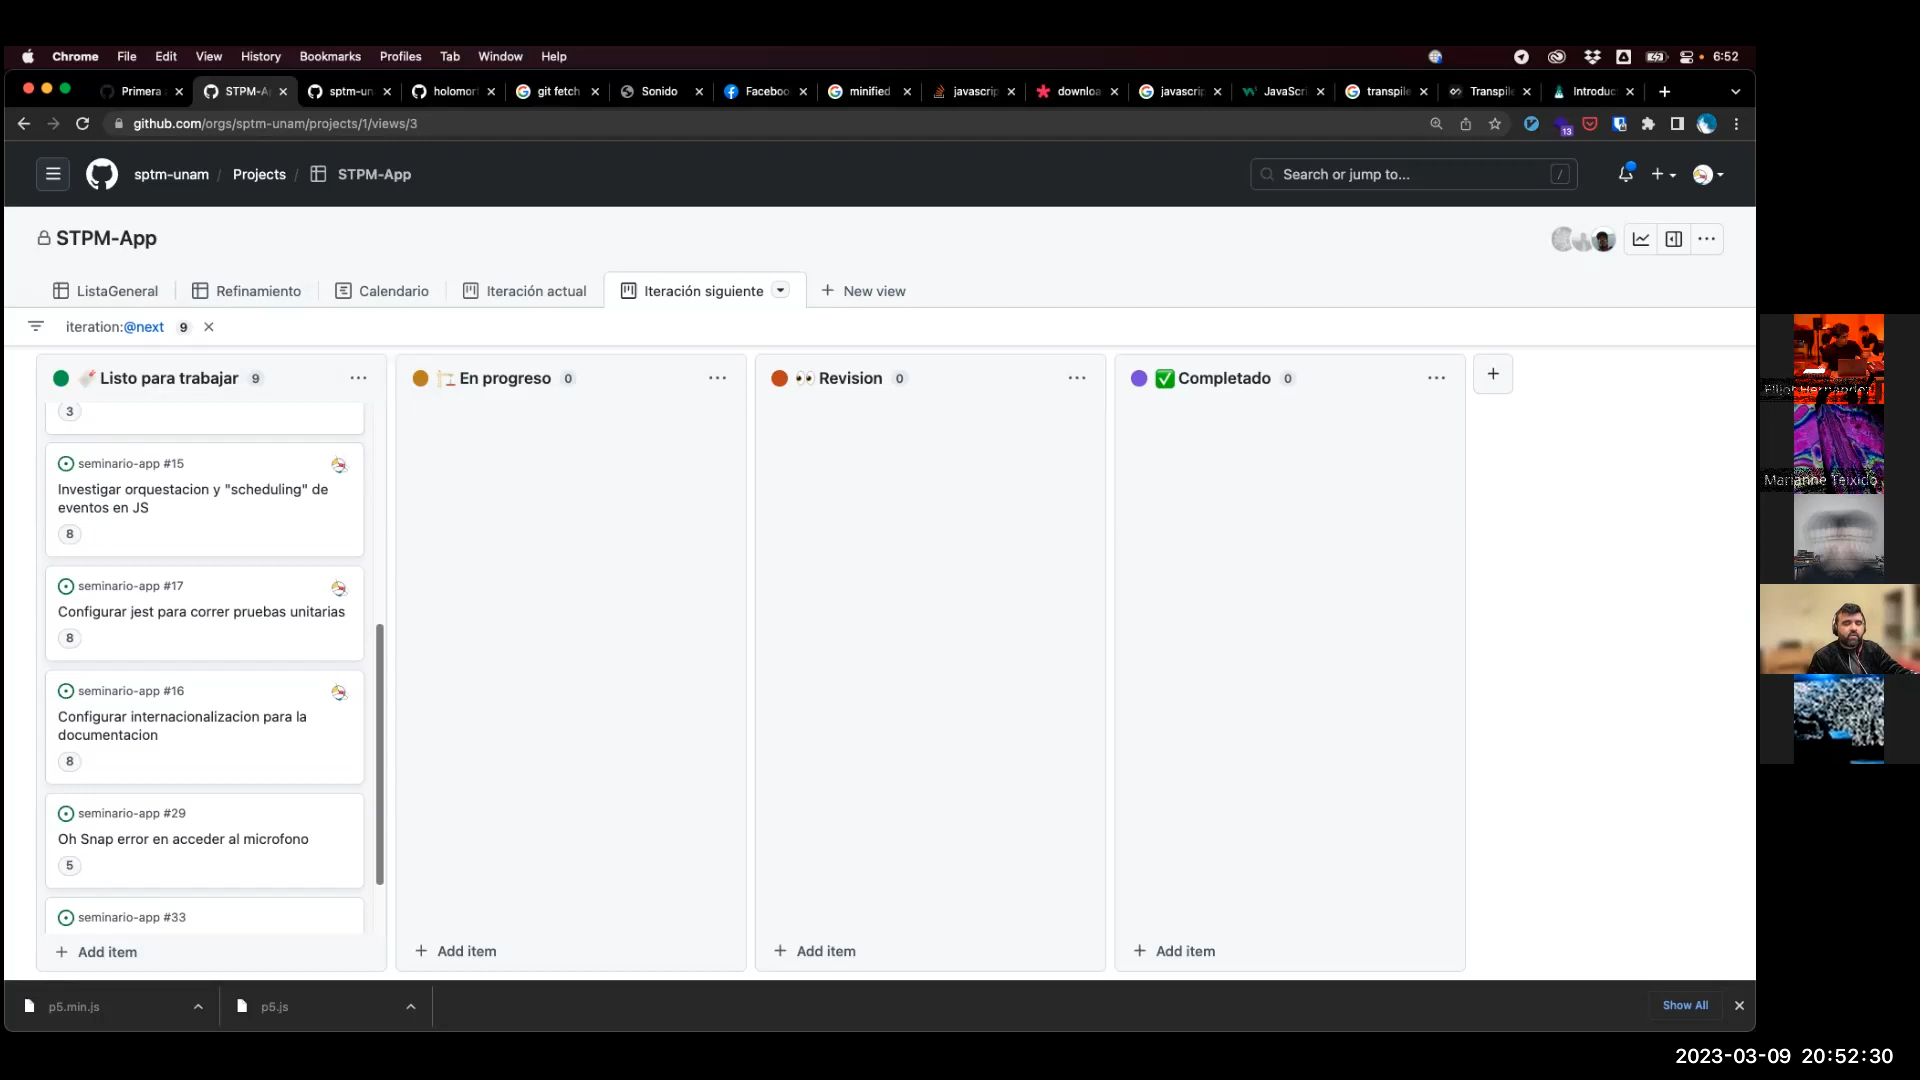 Chrome File Edit View History Bookmarks Profiles Tab Window Help 6:52
Primera STPM-A sptm-un holomor git fetch Sonido Faceboo minified javascrip downloa javascrip JavaScri transpile Transpile Introduc
github.com/orgs/sptm-unam/projects/1/views/3
13
sptm-unam / Projects / STPM-App
Search or jump to... /
STPM-App
ListaGeneral Refinamiento Calendario Iteración actual Iteración siguiente New view
iteration:@next 9
Listo para trabajar 9
3
seminario-app #15
Investigar orquestacion y "scheduling" de
eventos en JS
8
seminario-app #17
Configurar jest para correr pruebas unitarias
8
seminario-app #16
Configurar internacionalizacion para la
documentacion
8
seminario-app #29
Oh Snap error en acceder al microfono
5
seminario-app #33
+ Add item
En progreso 0
+ Add item
Revision 0
+ Add item
Completado 0
+ Add item
Elliot Hernandez
Marianne Teixido
p5.min.js
p5.js
Show All
2023-03-09 20:52:30